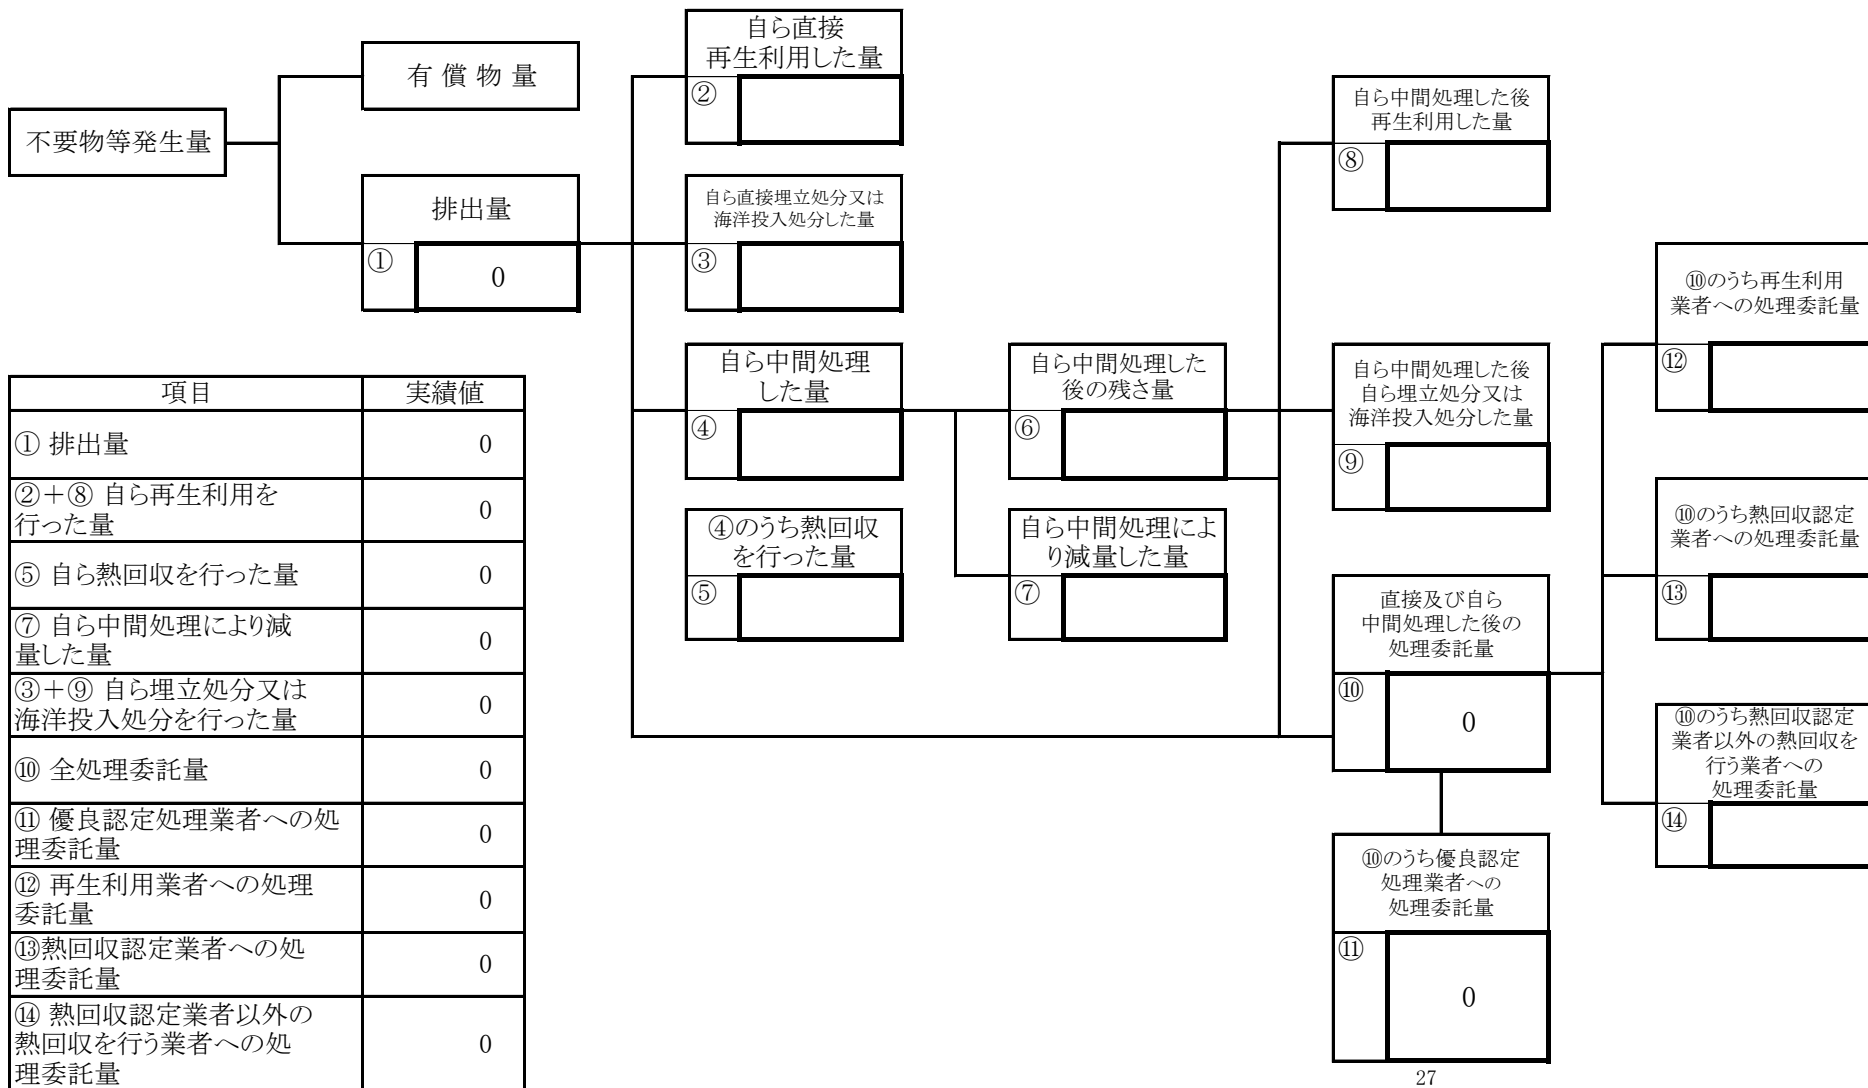 不要物等発生量
有 償 物 量
排出量
①
0
自ら直接
再生利用した量
②
自ら直接埋立処分又は
海洋投入処分した量
③
自ら中間処理
した量
④
④のうち熱回収
を行った量
⑤
自ら中間処理した
後の残さ量
⑥
自ら中間処理によ
り減量した量
⑦
自ら中間処理した後
再生利用した量
⑧
自ら中間処理した後
自ら埋立処分又は
海洋投入処分した量
⑨
直接及び自ら
中間処理した後の
処理委託量
⑩
0
⑩のうち優良認定
処理業者への
処理委託量
⑪
0
⑩のうち再生利用
業者への処理委託量
⑫
⑩のうち熱回収認定
業者への処理委託量
⑬
⑩のうち熱回収認定
業者以外の熱回収を
行う業者への
処理委託量
⑭
項目 実績値
① 排出量 0
②＋⑧ 自ら再生利用を
行った量 0
⑤ 自ら熱回収を行った量 0
⑦ 自ら中間処理により減
量した量 0
③＋⑨ 自ら埋立処分又は
海洋投入処分を行った量 0
⑩ 全処理委託量 0
⑪ 優良認定処理業者への処
理委託量 0
⑫ 再生利用業者への処理
委託量 0
⑬熱回収認定業者への処
理委託量 0
⑭ 熱回収認定業者以外の
熱回収を行う業者への処
理委託量 0
27